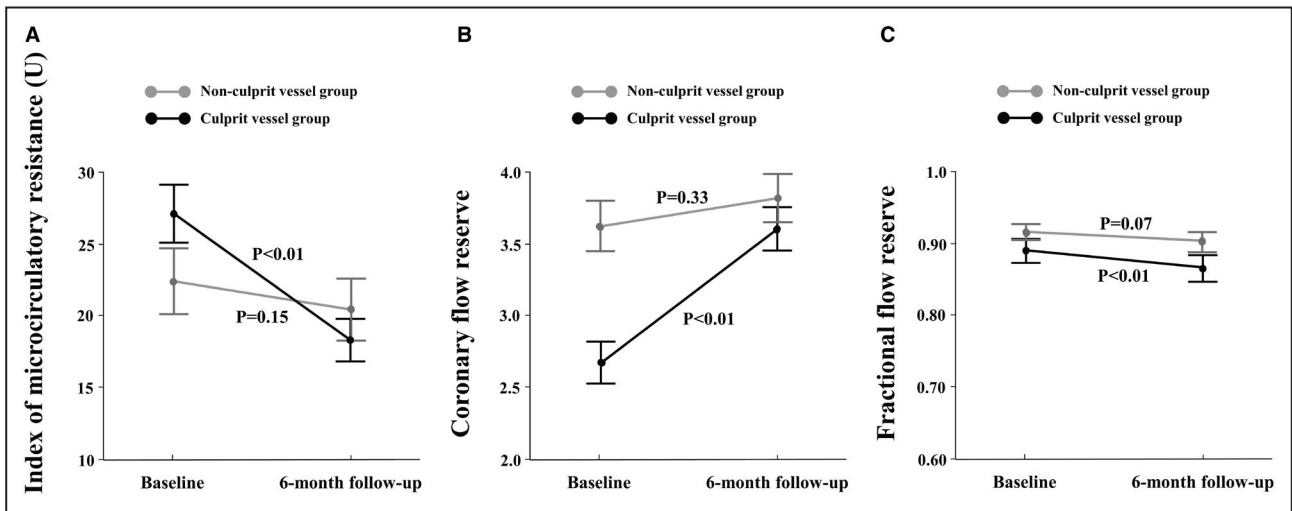 A
Index of microcirculatory resistance (U)
Non-culprit vessel group
Culprit vessel group
30
25
20
15
10
P<0.01
P=0.15
Baseline
6-month follow-up
B
Coronary flow reserve
Non-culprit vessel group
Culprit vessel group
4.0
3.5
3.0
2.5
2.0
P=0.33
P<0.01
Baseline
6-month follow-up
C
Fractional flow reserve
Non-culprit vessel group
Culprit vessel group
1.0
0.90
0.80
0.70
0.60
P=0.07
P<0.01
Baseline
6-month follow-up